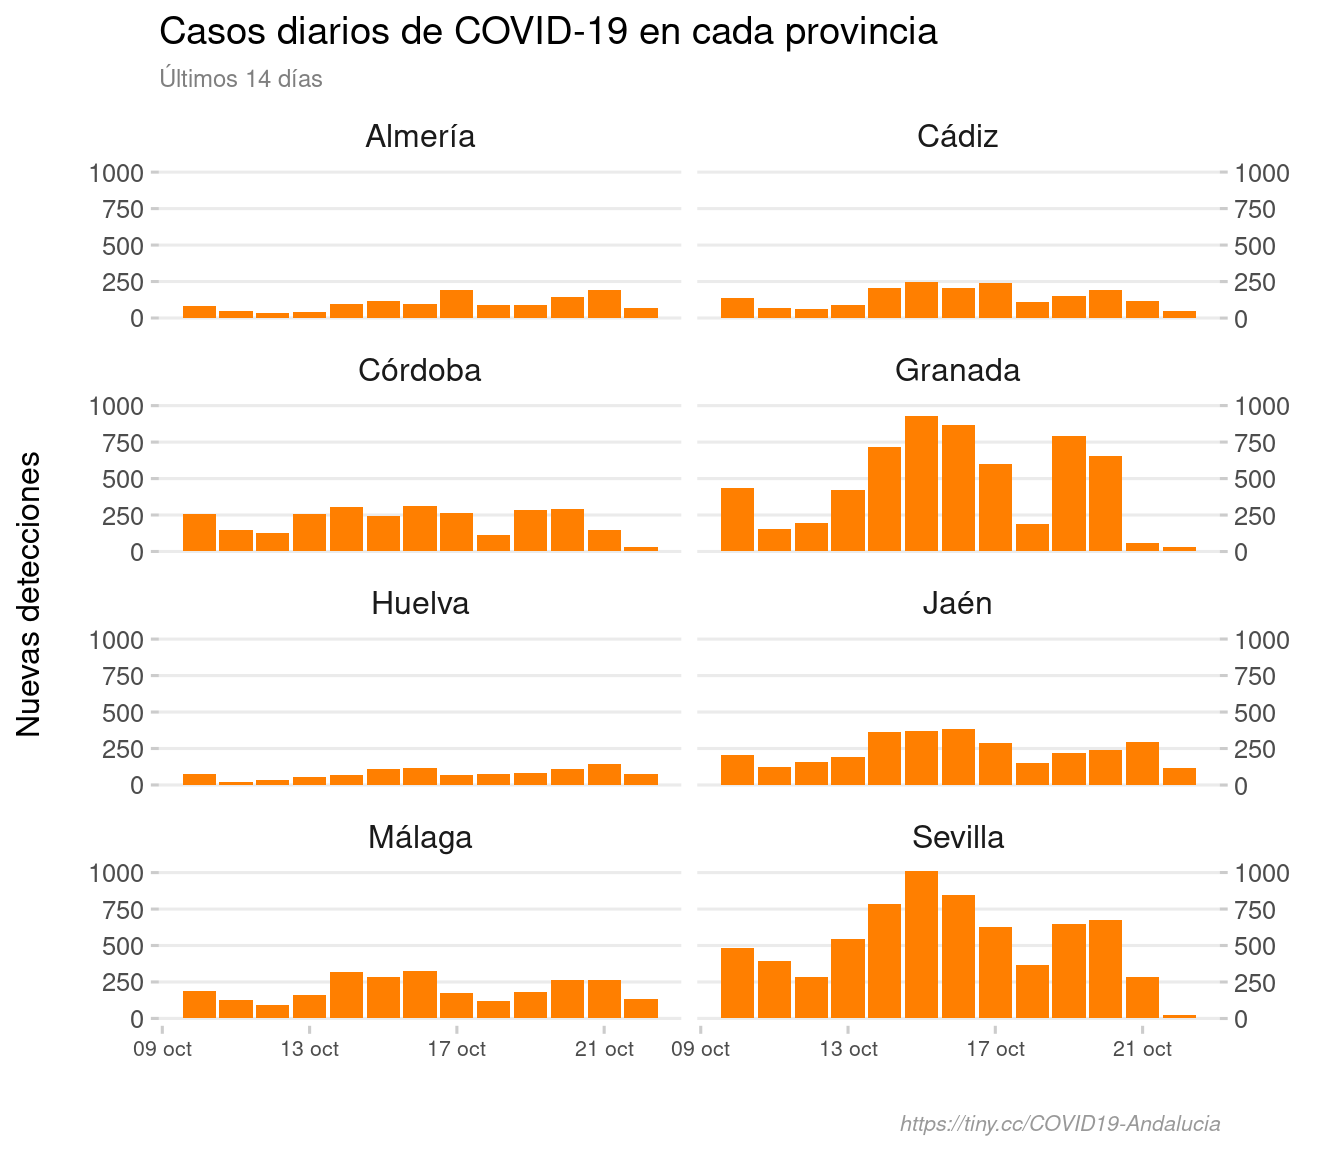 Casos diarios de COVID-19 en cada provincia
Últimos 14 días
Almería
Cádiz
1000
750
500
250
0
1000
750
500
250
0
Córdoba
Granada
1000
750
500
250
0
1000
750
500
250
0
Huelva
Jaén
1000
750
500
250
0
1000
750
500
250
0
Málaga
Sevilla
1000
750
500
250
0
1000
750
500
250
0
Nuevas detecciones
09 oct 13 oct 17 oct 21 oct
09 oct 13 oct 17 oct 21 oct
https://tiny.cc/COVID19-Andalucia